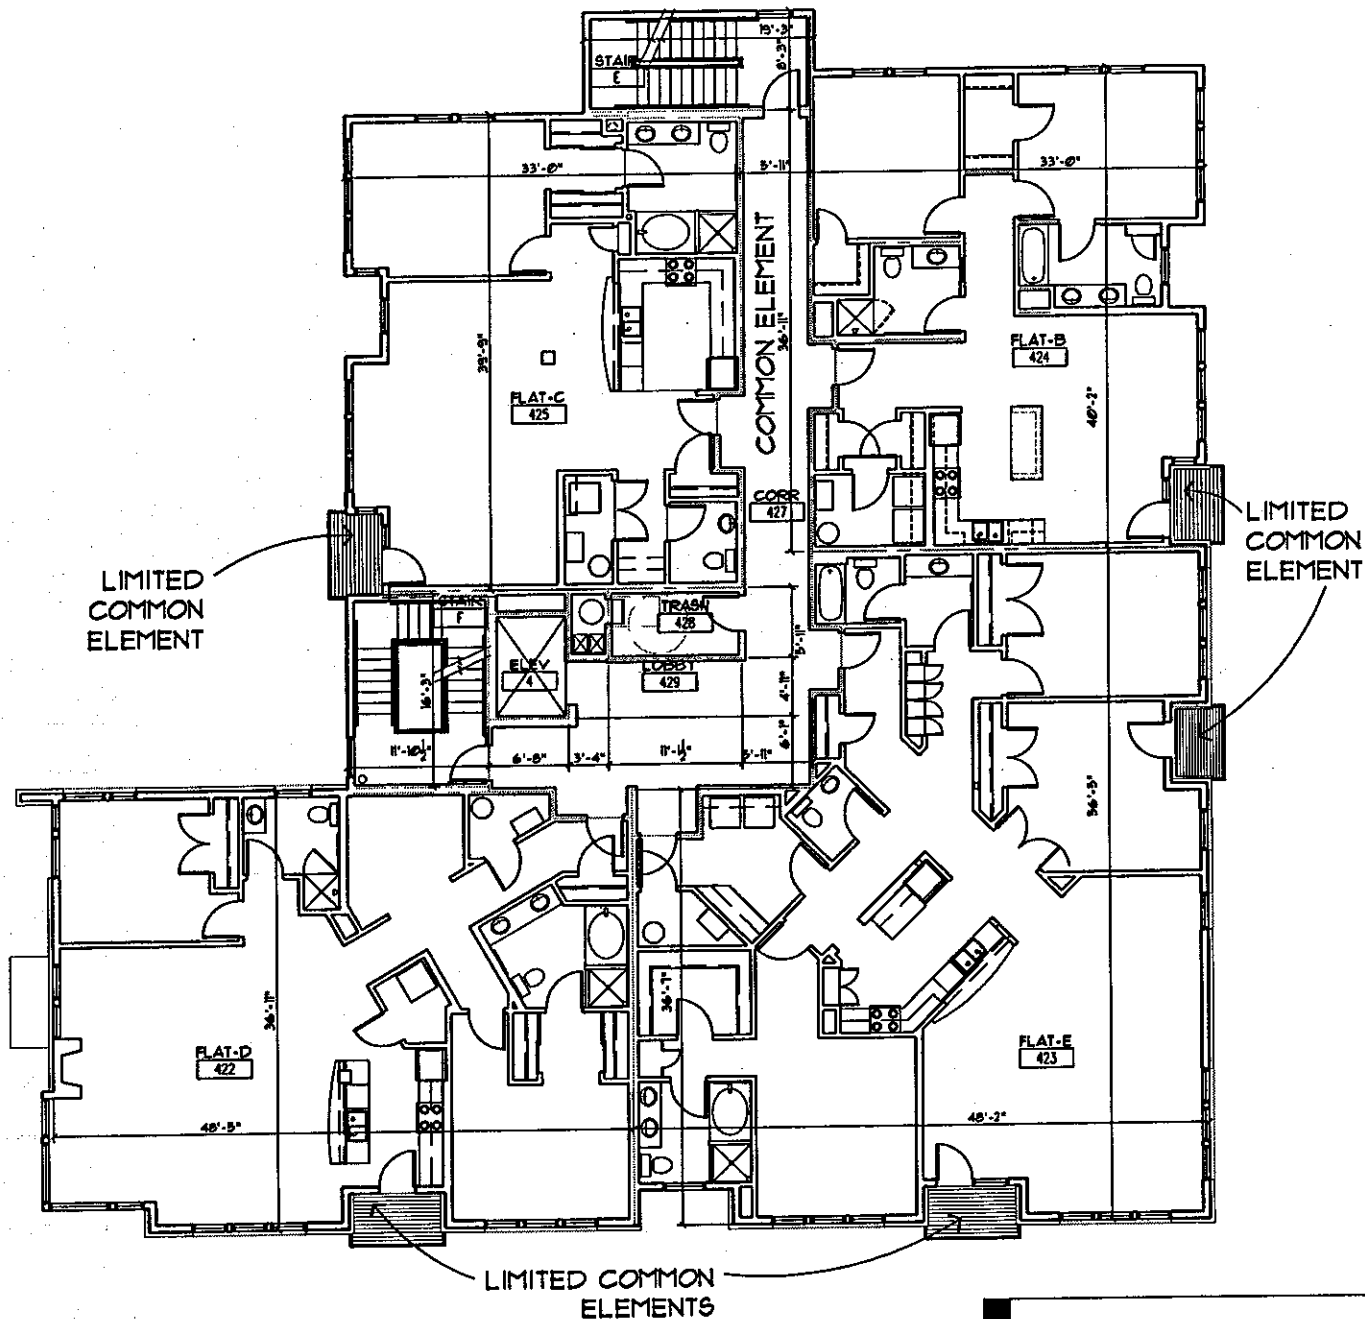 19'-3"
8'-3"
STAIR
E
33'-0"
5'-11"
33'-0"
COMMON ELEMENT
36'-11"
39'-9"
FLAT-B
424
40'-2"
FLAT-C
425
CORR
427
LIMITED
COMMON
ELEMENT
LIMITED
COMMON
ELEMENT
STAIR
F
TRASH
428
ELEV
4
LOBBY
429
5'-11"
4'-11"
6'-1"
16'-3"
11'-10½"
6'-8"
3'-4"
11'-1½"
5'-11"
36'-5"
36'-11"
36'-7"
FLAT-D
422
FLAT-E
423
48'-5"
48'-2"
LIMITED COMMON
ELEMENTS